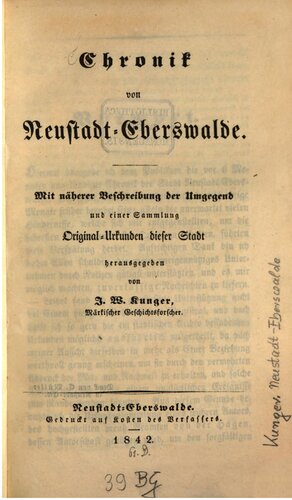 Chronik
von
Neustadt-Eberswalde.
Mit näherer Beschreibung der Umgegend
und einer Sammlung
Original-Urkunden dieser Stadt
herausgegeben
von
J. W. Kunger,
Märkischer Geschichtsforscher.
Neustadt-Eberswalde.
Gedruckt auf Kosten des Verfassers.
1842.
39 BG
Kunger, Neustadt-Eberswalde